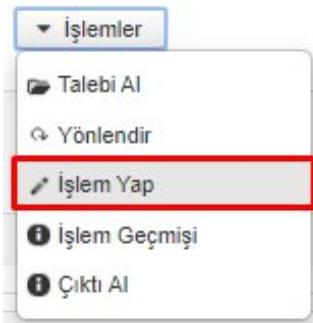 İşlemler
Talebi Al
Yönlendir
İşlem Yap
İşlem Geçmişi
Çıktı Al